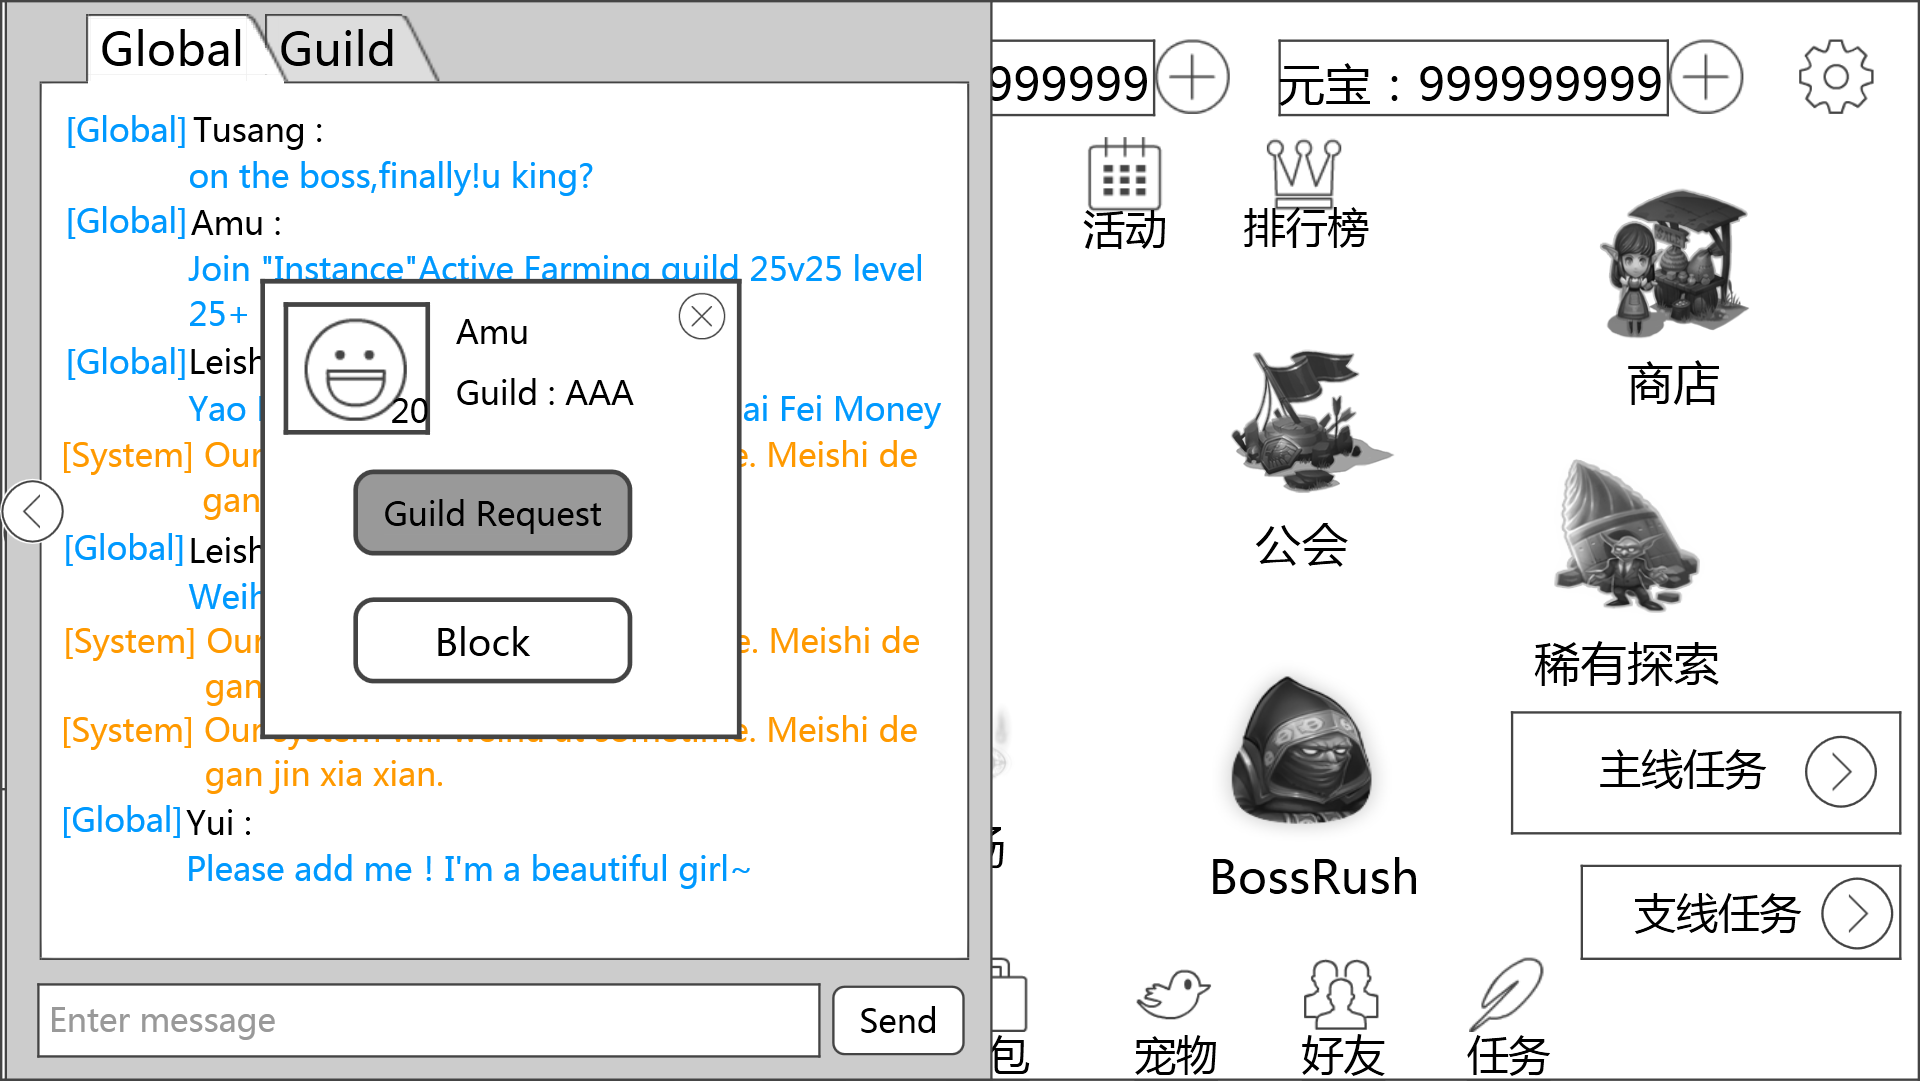 Global
Guild
[Global] Tusang :
on the boss,finally!u king?
[Global] Amu :
Join "Instance"Active Farming guild 25v25 level
25+
[Global] Leish
Yao ai Fei Money
[System] Our e. Meishi de
gan
[Global] Leish
Weih
[System] Our e. Meishi de
gan
[System] Our system will weird at sometime. Meishi de
gan jin xia xian.
[Global] Yui :
Please add me ! I'm a beautiful girl~
Amu
Guild : AAA
20
Guild Request
Block
Enter message
Send
999999
元宝：999999999
活动
排行榜
商店
公会
稀有探索
BossRush
主线任务
支线任务
包
宠物
好友
任务